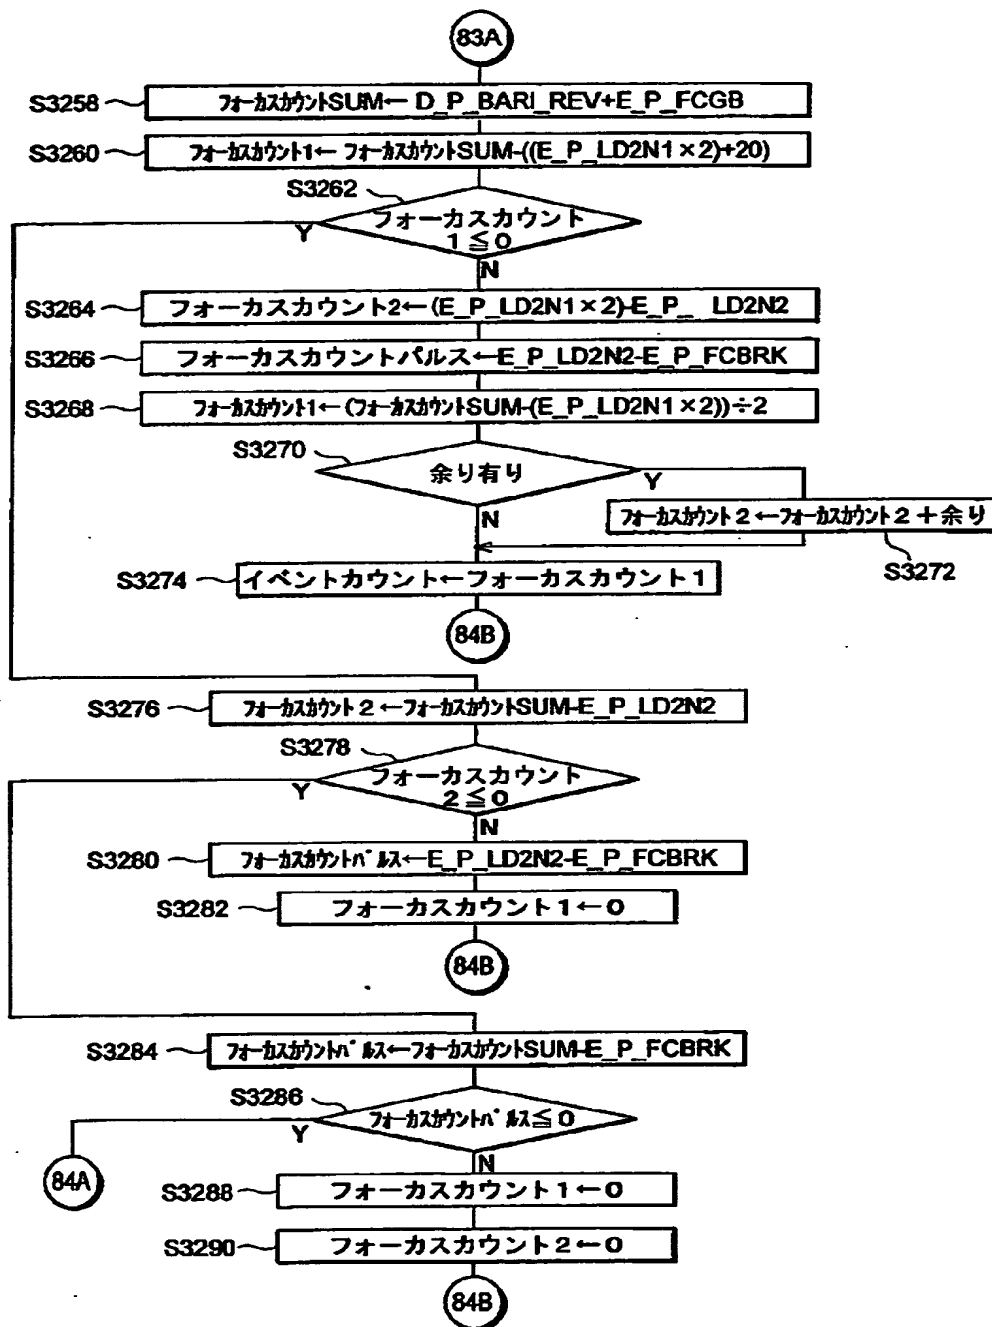 83A
S3258 フォーカスカウントSUM← D_P_BARI_REV+E_P_FCGB
S3260 フォーカスカウント1← フォーカスカウントSUM-((E_P_LD2N1×2)+20)
S3262
フォーカスカウント
1≦0
Y
N
S3264 フォーカスカウント2←(E_P_LD2N1×2)-E_P_ LD2N2
S3266 フォーカスカウントパルス←E_P_LD2N2-E_P_FCBRK
S3268 フォーカスカウント1←(フォーカスカウントSUM-(E_P_LD2N1×2))÷2
S3270
余り有り
Y
N
フォーカスカウント2←フォーカスカウント2+余り
S3272
S3274 イベントカウント←フォーカスカウント1
84B
S3276 フォーカスカウント2←フォーカスカウントSUM-E_P_LD2N2
S3278
フォーカスカウント
2≦0
Y
N
S3280 フォーカスカウントパルス←E_P_LD2N2-E_P_FCBRK
S3282 フォーカスカウント1←0
84B
S3284 フォーカスカウントパルス←フォーカスカウントSUM-E_P_FCBRK
S3286
フォーカスカウントパルス≦0
Y
N
84A
S3288 フォーカスカウント1←0
S3290 フォーカスカウント2←0
84B